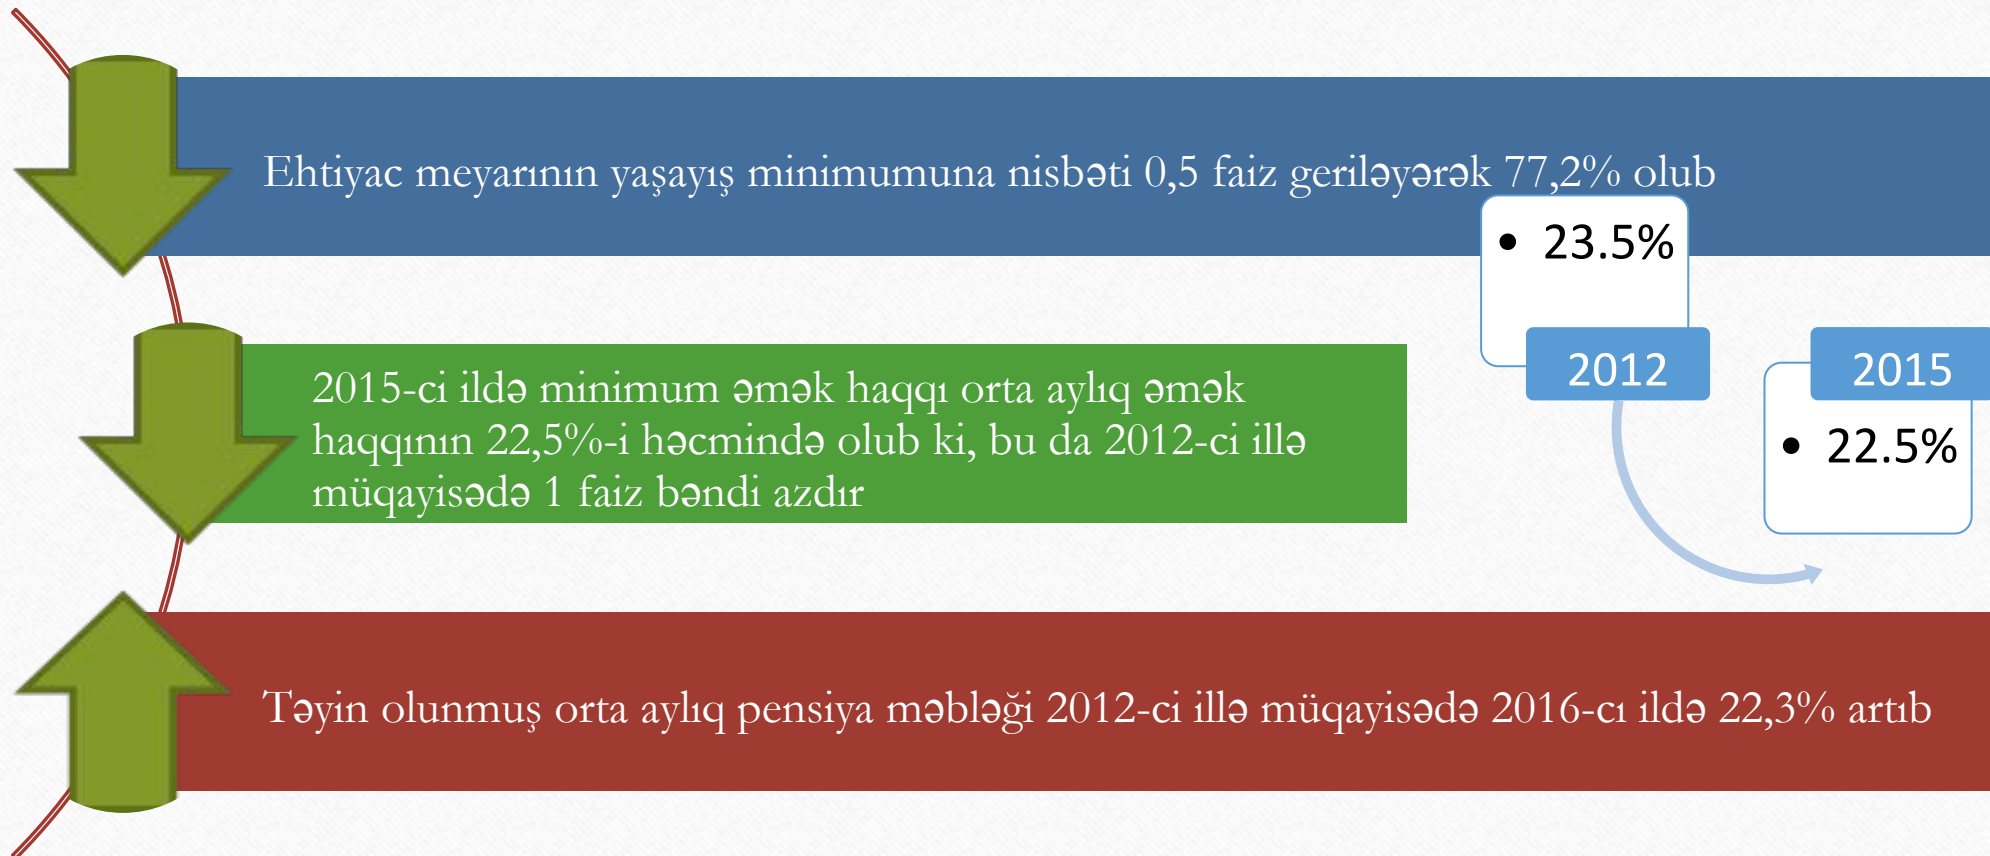 Ehtiyac meyarının yaşayış minimumuna nisbəti 0,5 faiz geriləyərək 77,2% olub
• 23.5%
2012
2015
• 22.5%
2015-ci ildə minimum əmək haqqı orta aylıq əmək
haqqının 22,5%-i həcmində olub ki, bu da 2012-ci illə
müqayisədə 1 faiz bəndi azdır
Təyin olunmuş orta aylıq pensiya məbləği 2012-ci illə müqayisədə 2016-cı ildə 22,3% artıb